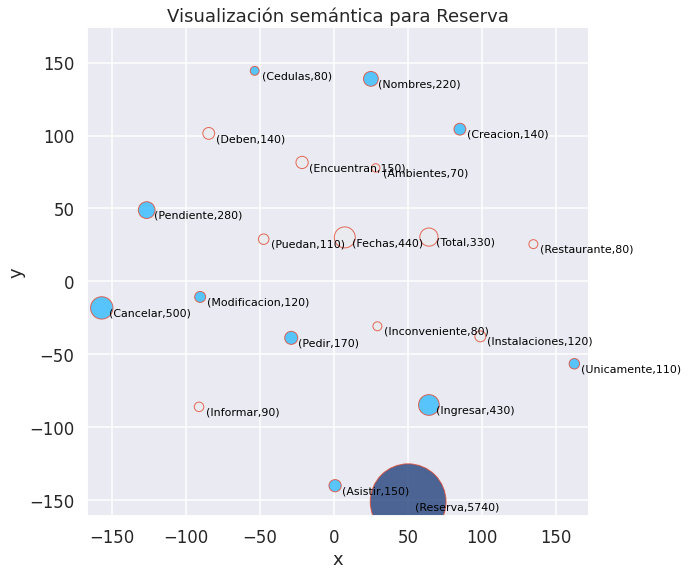 Visualización semántica para Reserva
150
100
50
0
−50
−100
−150
y
(Cedulas,80)
(Nombres,220)
(Creacion,140)
(Deben,140)
(Encuentran,150)
(Ambientes,70)
(Pendiente,280)
(Puedan,110)
(Fechas,440)
(Total,330)
(Restaurante,80)
(Modificacion,120)
(Cancelar,500)
(Inconveniente,80)
(Pedir,170)
(Instalaciones,120)
(Unicamente,110)
(Informar,90)
(Ingresar,430)
(Asistir,150)
(Reserva,5740)
−150 −100 −50 0 50 100 150
x